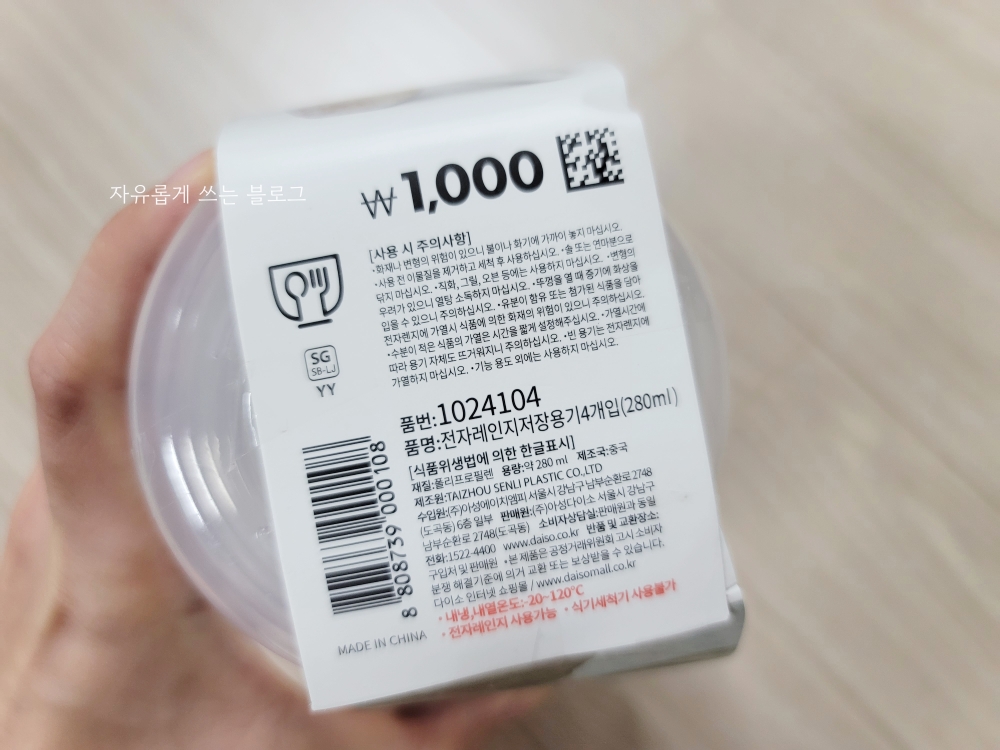 자유롭게 쓰는 블로그
₩1,000
[사용 시 주의사항]
•화재나 변형의 위험이 있으니 불이나 화기에 가까이 놓지 마십시오.
•사용 전 이물질을 제거하고 세척 후 사용하십시오. •솔 또는 연마분으로
닦지 마십시오. •직화, 그릴, 오븐 등에는 사용하지 마십시오. •변형의
우려가 있으니 열탕 소독하지 마십시오. •뚜껑을 열 때 증기에 화상을
입을 수 있으니 주의하십시오. •유분이 함유 또는 첨가된 식품을 담아
전자렌지에 가열시 식품에 의한 화재의 위험이 있으니 주의하십시오.
•수분이 적은 식품의 가열은 시간을 짧게 설정해주십시오. •가열시간에
따라 용기 자체도 뜨거워지니 주의하십시오. •빈 용기는 전자렌지에
가열하지 마십시오. •기능 용도 외에는 사용하지 마십시오.
SG
SB-LJ
YY
품번:1024104
품명:전자레인지저장용기4개입(280ml)
[식품위생법에 의한 한글표시]
재질:폴리프로필렌 용량:약 280 ml 제조국:중국
제조원:TAIZHOU SENLI PLASTIC CO.,LTD
수입원:(주)아성에이치엠피 서울시 강남구 남부순환로 2748
(도곡동) 6층 일부 판매원:(주)아성다이소 서울시 강남구
남부순환로 2748(도곡동) 소비자상담실:판매원과 동일
전화:1522-4400 www.daiso.co.kr 반품 및 교환장소:
구입처 및 판매원 •본 제품은 공정거래위원회 고시 소비자
분쟁 해결기준에 의거 교환 또는 보상받을 수 있습니다.
다이소 인터넷 쇼핑몰 / www.daisomall.co.kr
•내냉,내열온도:-20~120℃
•전자레인지 사용가능 •식기세척기 사용불가
8 808739 000108
MADE IN CHINA